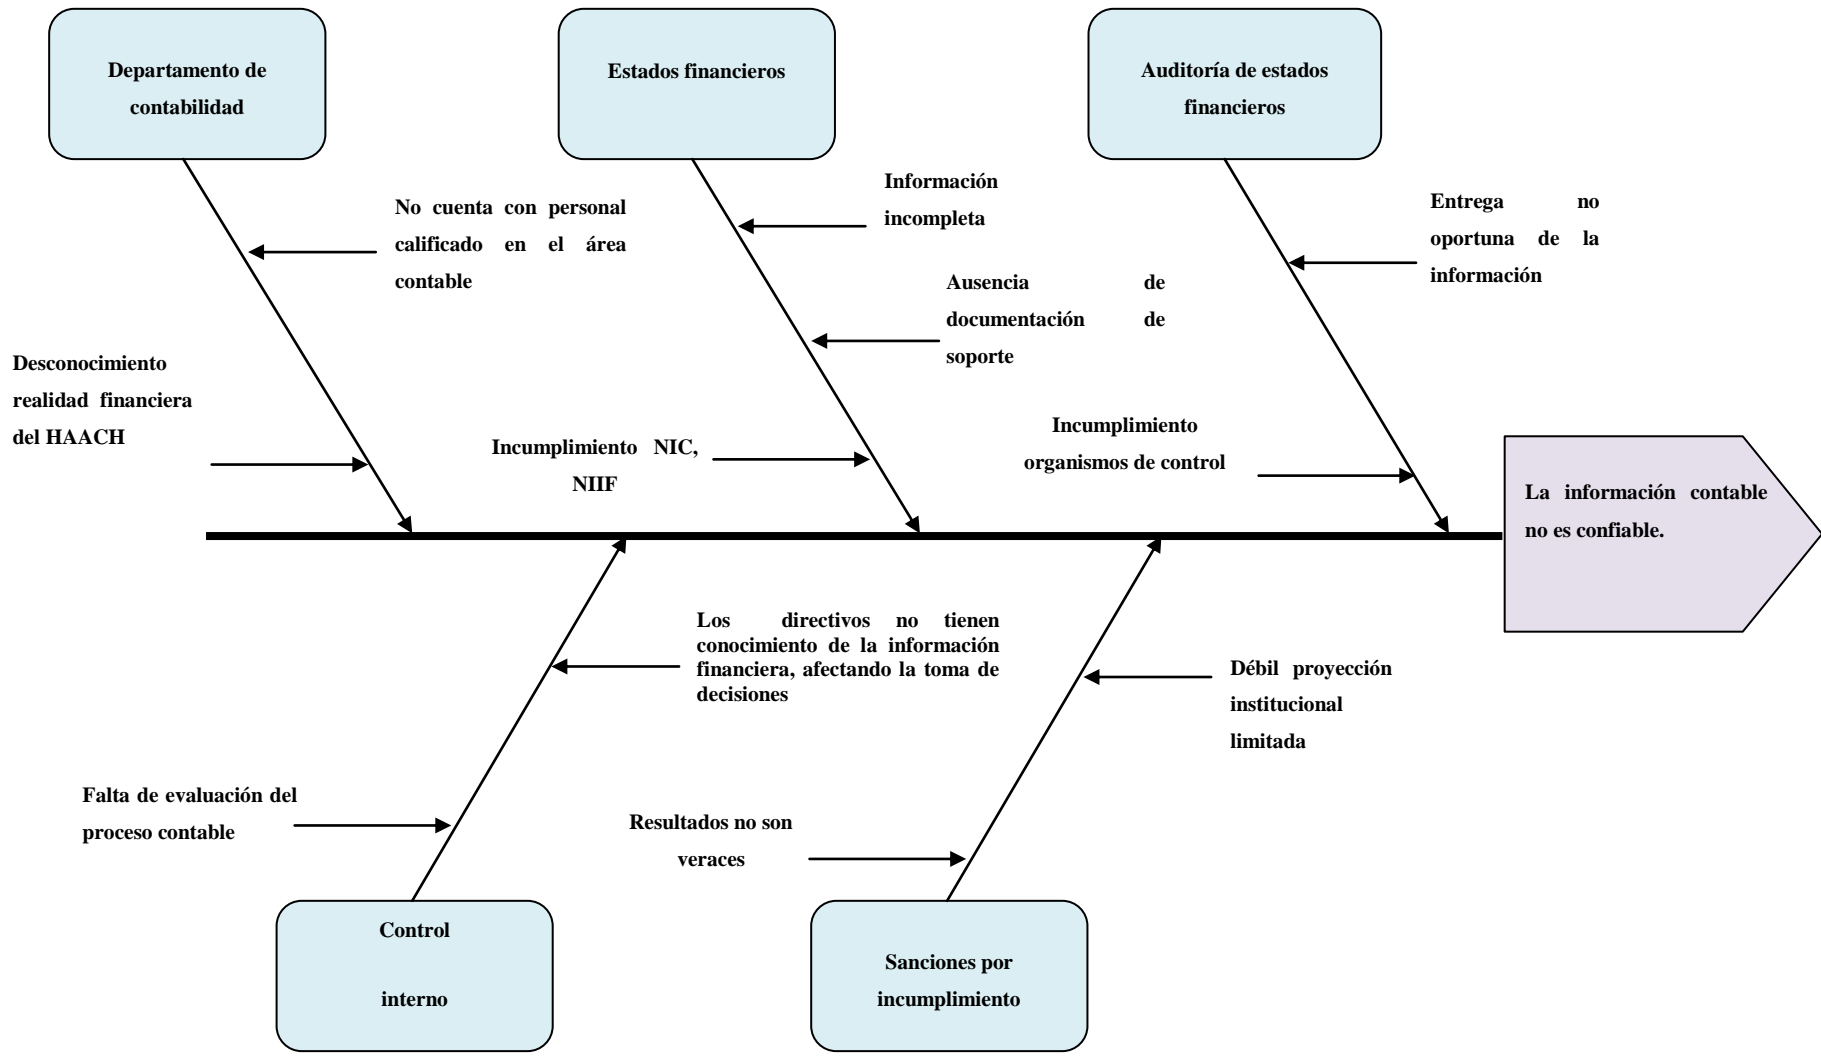 Departamento de
contabilidad
Estados financieros
Auditoría de estados
financieros
No cuenta con personal
calificado en el área
contable
Información
incompleta
Entrega no
oportuna de la
información
Ausencia de
documentación de
soporte
Desconocimiento
realidad financiera
del HAACH
Incumplimiento NIC,
NIIF
Incumplimiento
organismos de control
La información contable
no es confiable.
Los directivos no tienen
conocimiento de la información
financiera, afectando la toma de
decisiones
Débil proyección
institucional
limitada
Falta de evaluación del
proceso contable
Resultados no son
veraces
Control
interno
Sanciones por
incumplimiento